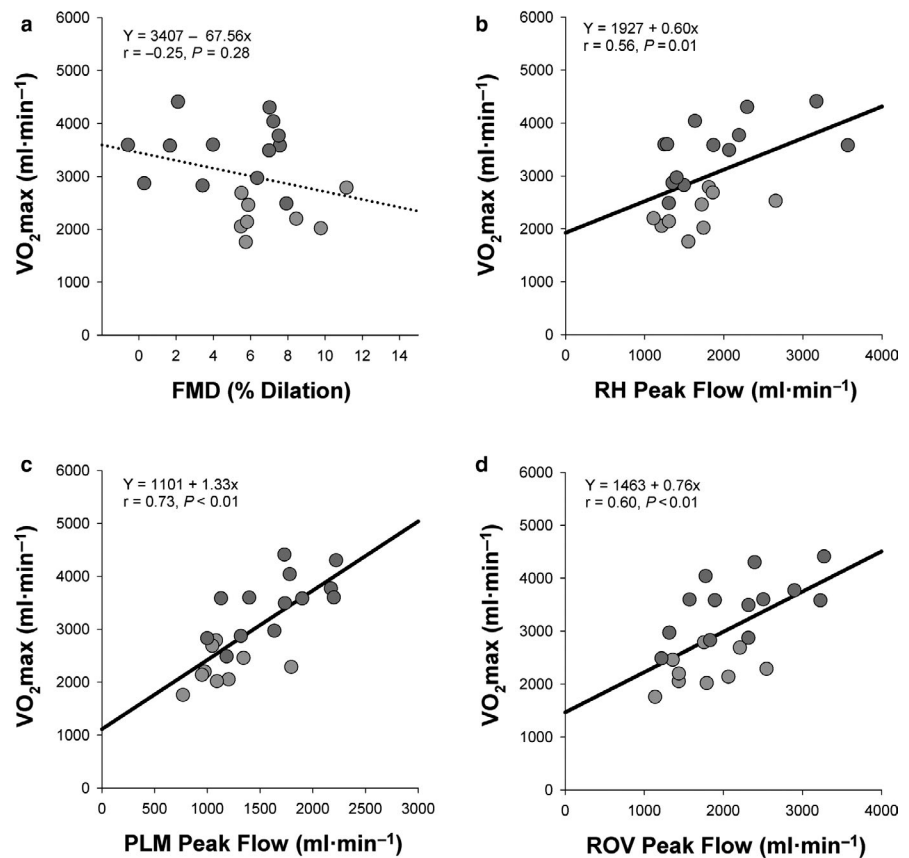 a
Y = 3407 – 67.56x
r = –0.25, P = 0.28
6000
5000
4000
3000
2000
1000
0
VO₂max (ml·min⁻¹)
0 2 4 6 8 10 12 14
FMD (% Dilation)
b
Y = 1927 + 0.60x
r = 0.56, P = 0.01
6000
5000
4000
3000
2000
1000
0
VO₂max (ml·min⁻¹)
0 1000 2000 3000 4000
RH Peak Flow (ml·min⁻¹)
c
Y = 1101 + 1.33x
r = 0.73, P < 0.01
6000
5000
4000
3000
2000
1000
0
VO₂max (ml·min⁻¹)
0 500 1000 1500 2000 2500 3000
PLM Peak Flow (ml·min⁻¹)
d
Y = 1463 + 0.76x
r = 0.60, P < 0.01
6000
5000
4000
3000
2000
1000
0
VO₂max (ml·min⁻¹)
0 1000 2000 3000 4000
ROV Peak Flow (ml·min⁻¹)